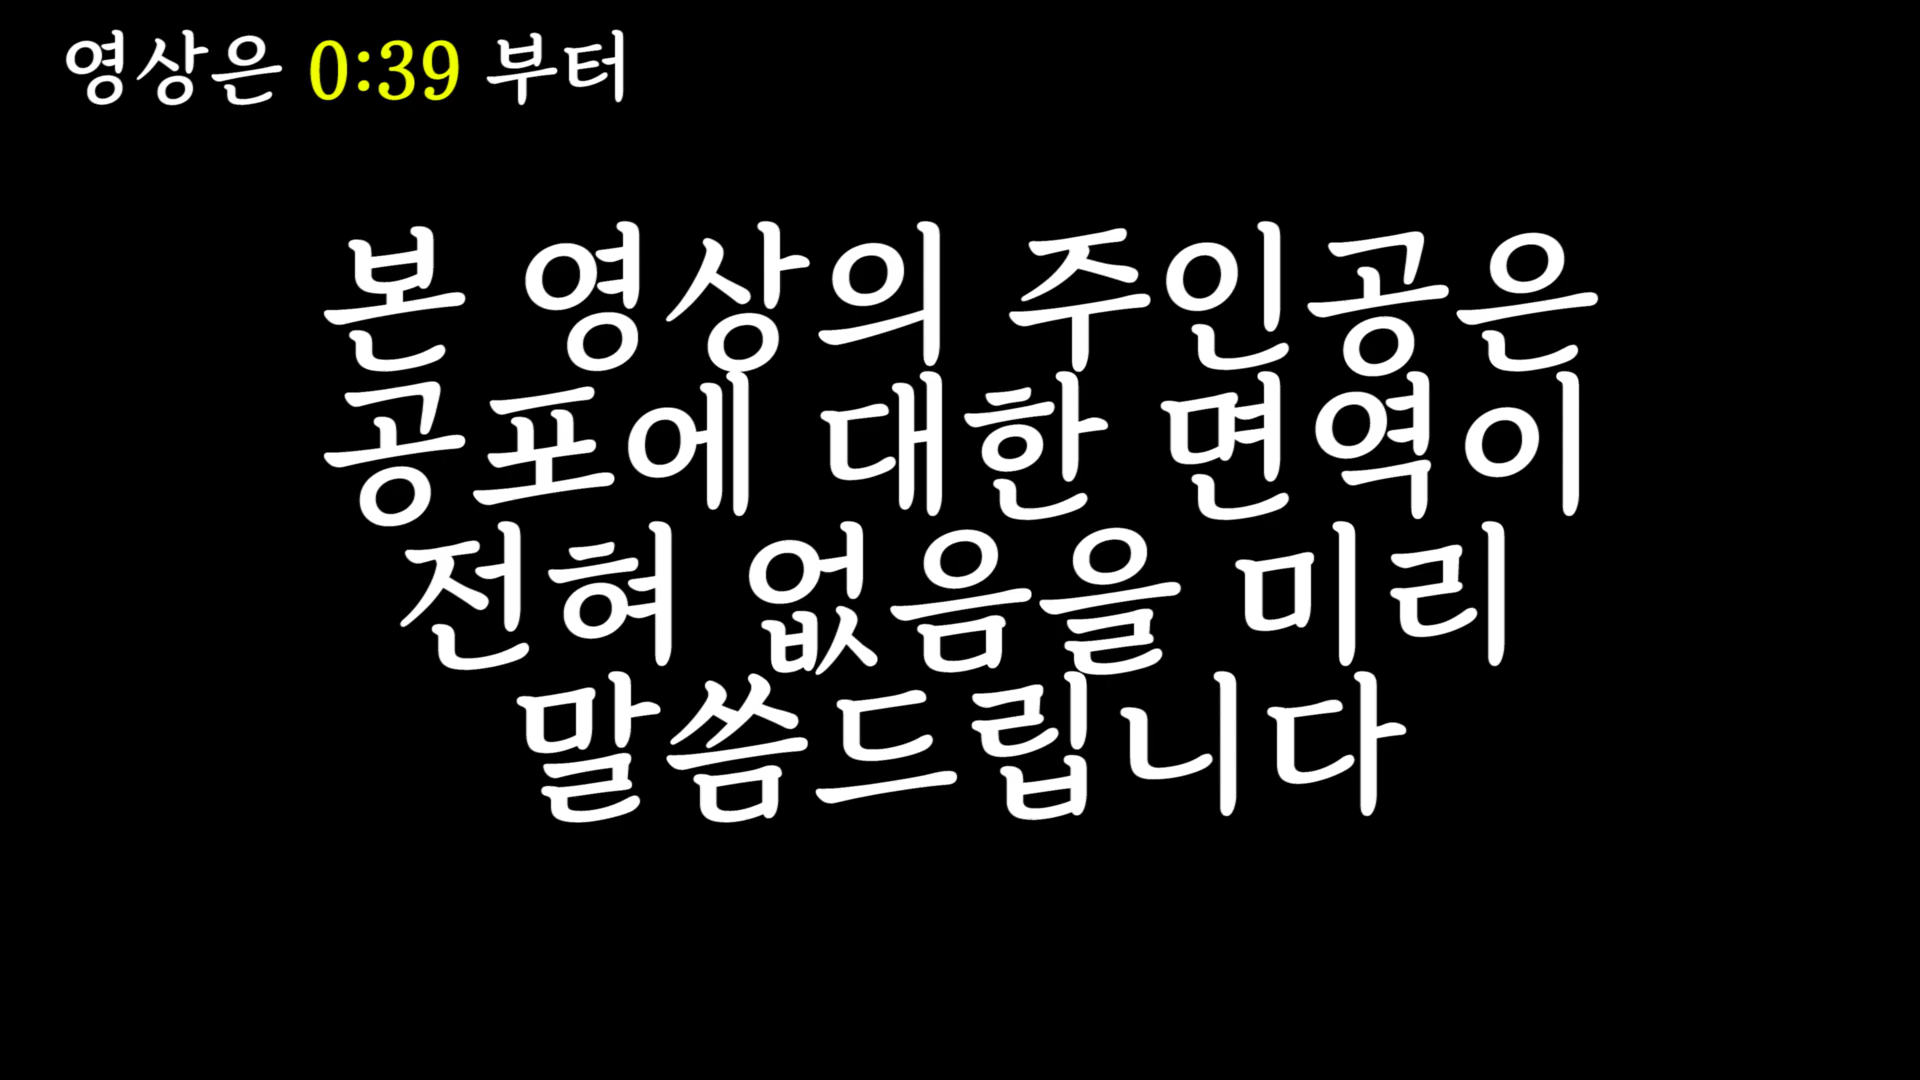 영상은 0:39 부터
본 영상의 주인공은
공포에 대한 면역이
전혀 없음을 미리
말씀드립니다